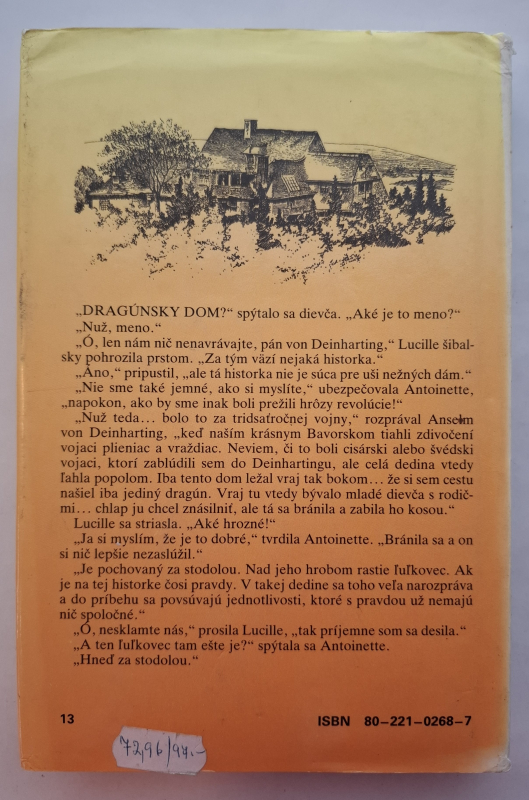 „DRAGÚNSKY DOM?“ spýtalo sa dievča. „Aké je to meno?“
„Nuž, meno.“
„Ó, len nám nič nenavrávajte, pán von Deinharting,“ Lucille šibal-
sky pohrozila prstom. „Za tým väzí nejaká historka.“
„Áno,“ pripustil, „ale tá historka nie je súca pre uši nežných dám.“
„Nie sme také jemné, ako si myslíte,“ ubezpečovala Antoinette,
„napokon, ako by sme inak boli prežili hrôzy revolúcie!“
„Nuž teda... bolo to za tridsaťročnej vojny,“ rozprával Anselm
von Deinharting, „keď naším krásnym Bavorskom tiahli zdivočení
vojaci plieniac a vraždiac. Neviem, či to boli cisárski alebo švédski
vojaci, ktorí zablúdili sem do Deinhartingu, ale celá dedina vtedy
ľahla popolom. Iba tento dom ležal vraj tak bokom... že si sem cestu
našiel iba jediný dragún. Vraj tu vtedy bývalo mladé dievča s rodič-
mi... chlap ju chcel znásilniť, ale tá sa bránila a zabila ho kosou.“
Lucille sa striasla. „Aké hrozné!“
„Ja si myslím, že je to dobré,“ tvrdila Antoinette. „Bránila sa a on
si nič lepšie nezaslúžil.“
„Je pochovaný za stodolou. Nad jeho hrobom rastie ľuľkovec. Ak
je na tej historke čosi pravdy. V takej dedine sa toho veľa narozpráva
a do príbehu sa povsúvajú jednotlivosti, ktoré s pravdou už nemajú
nič spoločné.“
„Ó, nesklamte nás,“ prosila Lucille, „tak príjemne som sa desila.“
„A ten ľuľkovec tam ešte je?“ spýtala sa Antoinette.
„Hneď za stodolou.“
13 ISBN 80–221–0268–7
72,96/94.-